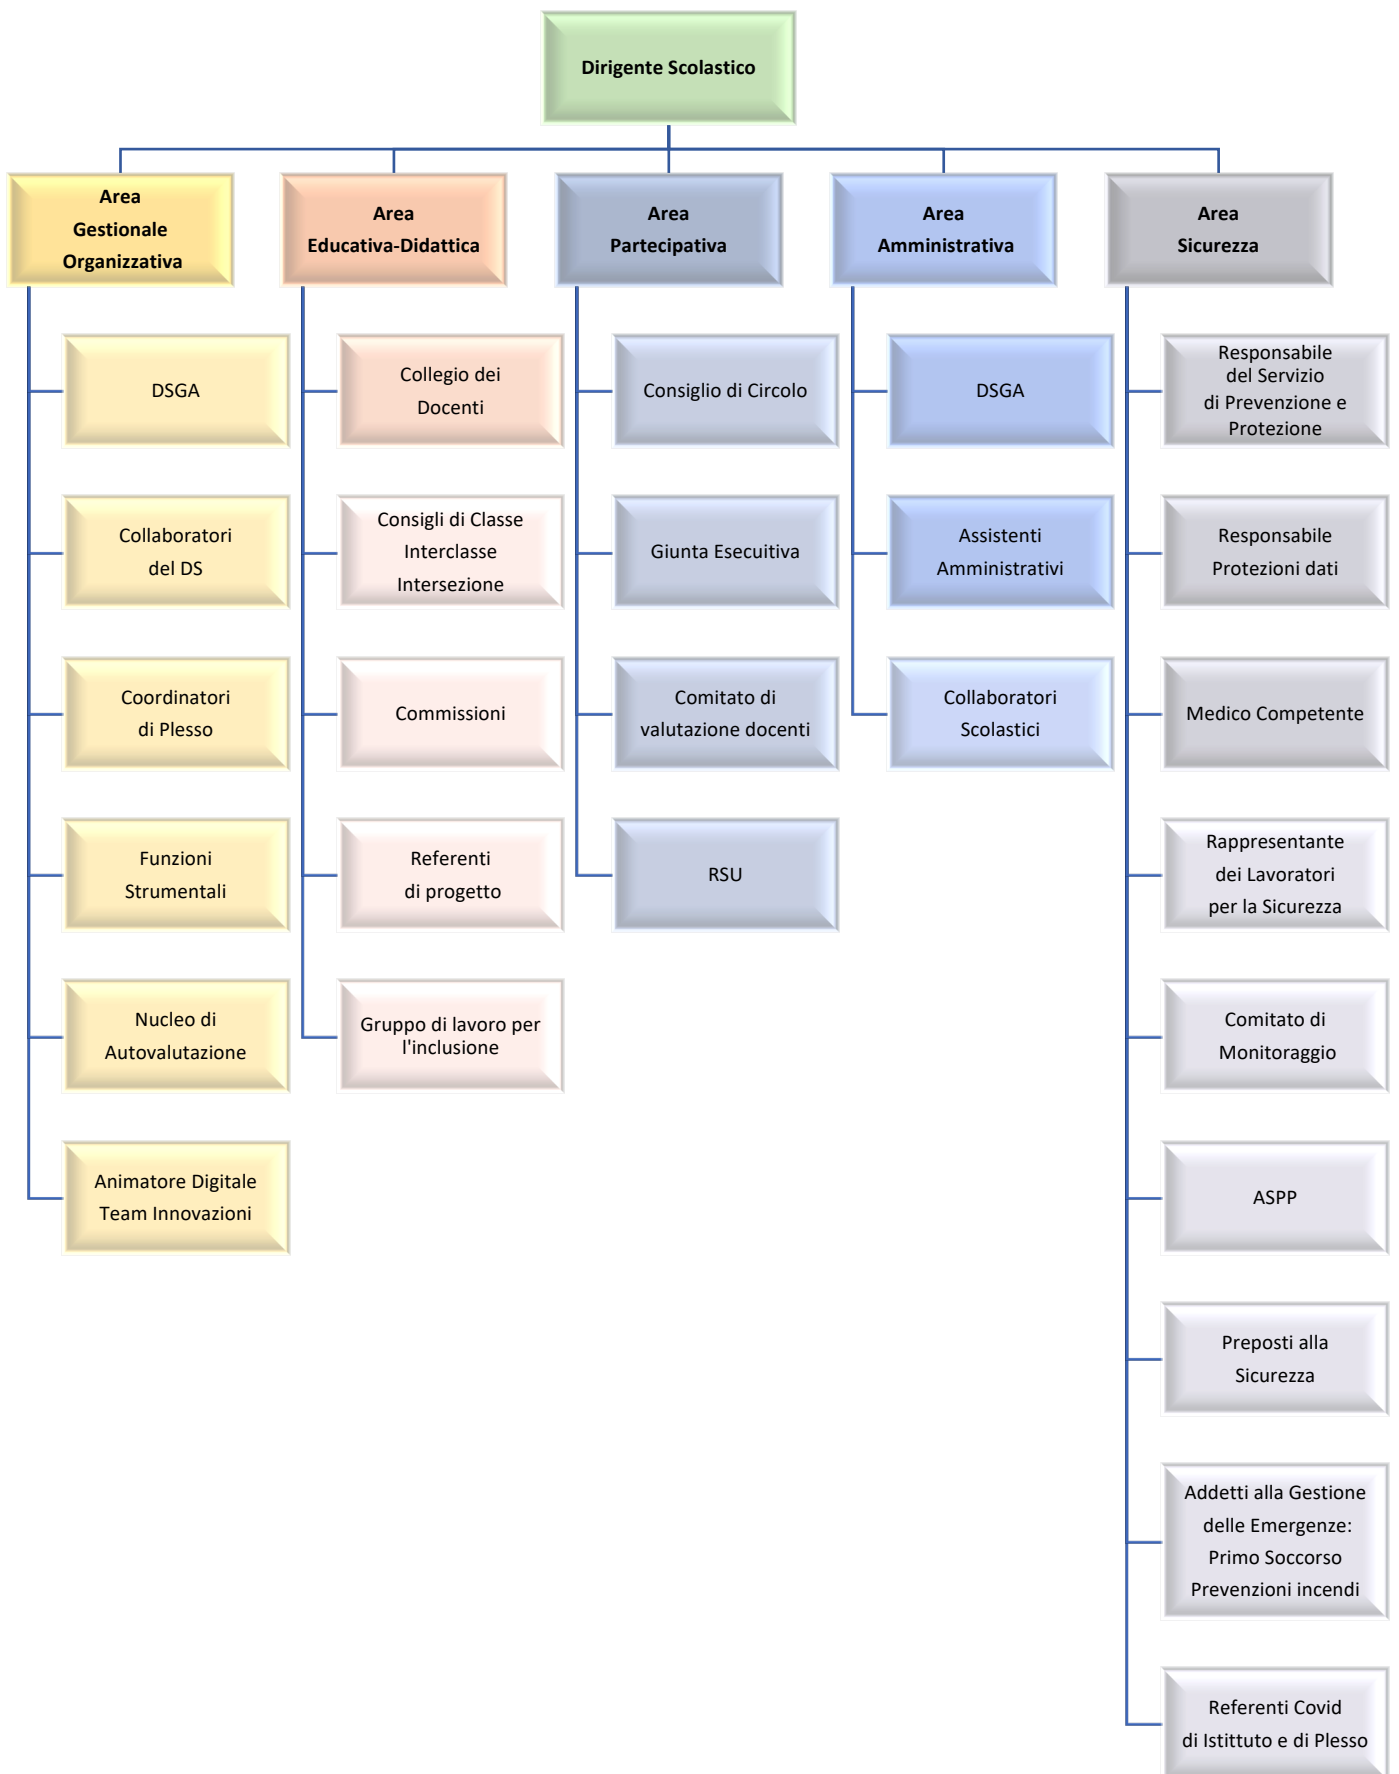 Dirigente Scolastico
Area
Gestionale
Organizzativa
DSGA
Collaboratori
del DS
Coordinatori
di Plesso
Funzioni
Strumentali
Nucleo di
Autovalutazione
Animatore Digitale
Team Innovazioni
Area
Educativa-Didattica
Collegio dei
Docenti
Consigli di Classe
Interclasse
Intersezione
Commissioni
Referenti
di progetto
Gruppo di lavoro per
l'inclusione
Area
Partecipativa
Consiglio di Circolo
Giunta Esecuitiva
Comitato di
valutazione docenti
RSU
Area
Amministrativa
DSGA
Assistenti
Amministrativi
Collaboratori
Scolastici
Area
Sicurezza
Responsabile
del Servizio
di Prevenzione e
Protezione
Responsabile
Protezioni dati
Medico Competente
Rappresentante
dei Lavoratori
per la Sicurezza
Comitato di
Monitoraggio
ASPP
Preposti alla
Sicurezza
Addetti alla Gestione
delle Emergenze:
Primo Soccorso
Prevenzioni incendi
Referenti Covid
di Istittuto e di Plesso